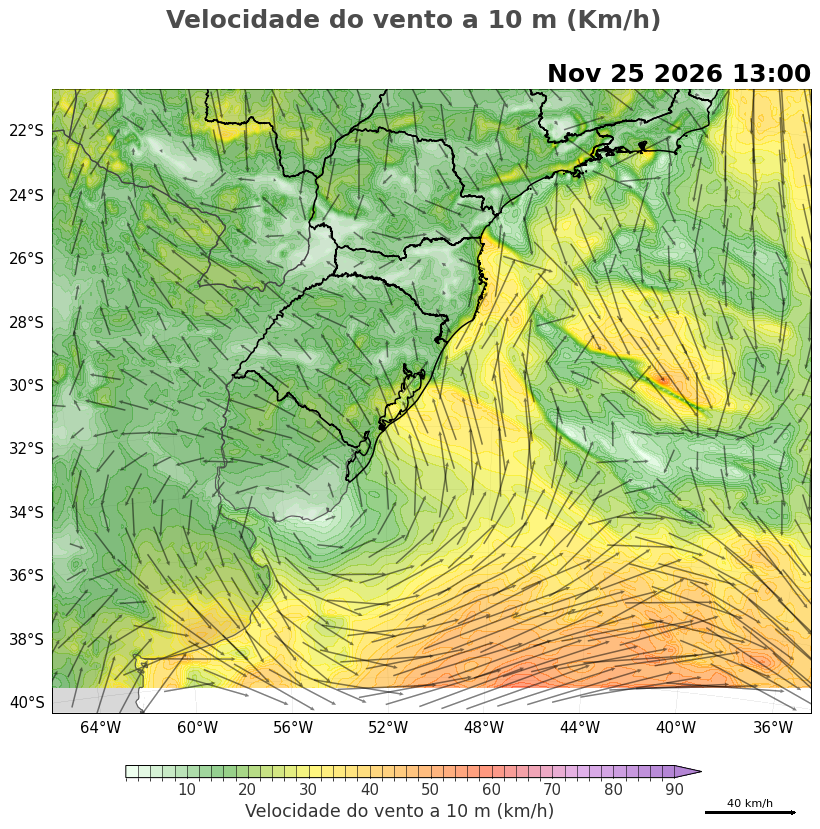 Velocidade do vento a 10 m (Km/h)
Nov 25 2026 13:00
22°S
24°S
26°S
28°S
30°S
32°S
34°S
36°S
38°S
40°S
64°W 60°W 56°W 52°W 48°W 44°W 40°W 36°W
10 20 30 40 50 60 70 80 90
Velocidade do vento a 10 m (km/h)
40 km/h